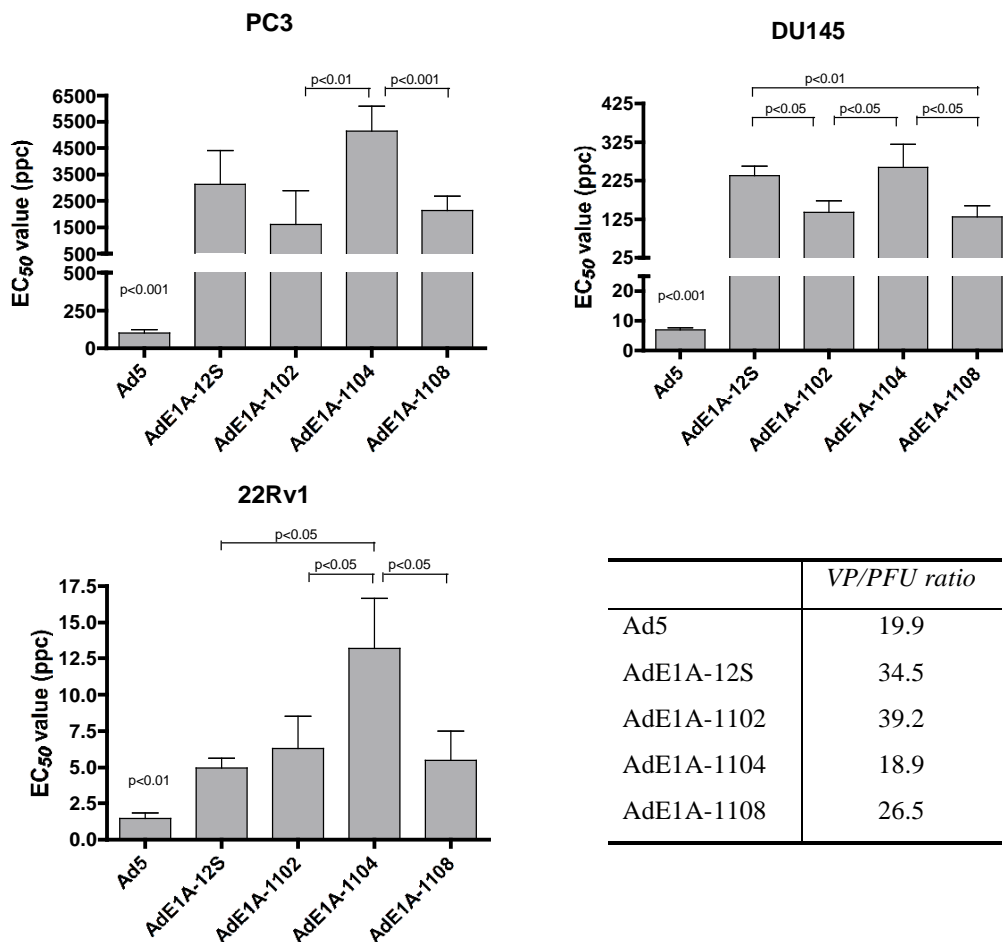 PC3
p<0.01
p<0.001
6500
5500
4500
3500
2500
1500
500
500
250
0
EC50 value (ppc)
p<0.001
Ad5
AdE1A-12S
AdE1A-1102
AdE1A-1104
AdE1A-1108
DU145
p<0.01
p<0.05
p<0.05
p<0.05
425
325
225
125
25
20
10
0
EC50 value (ppc)
p<0.001
Ad5
AdE1A-12S
AdE1A-1102
AdE1A-1104
AdE1A-1108
22Rv1
p<0.05
p<0.05
p<0.05
17.5
15.0
12.5
10.0
7.5
5.0
2.5
0.0
EC50 value (ppc)
p<0.01
Ad5
AdE1A-12S
AdE1A-1102
AdE1A-1104
AdE1A-1108
VP/PFU ratio
Ad5 19.9
AdE1A-12S 34.5
AdE1A-1102 39.2
AdE1A-1104 18.9
AdE1A-1108 26.5